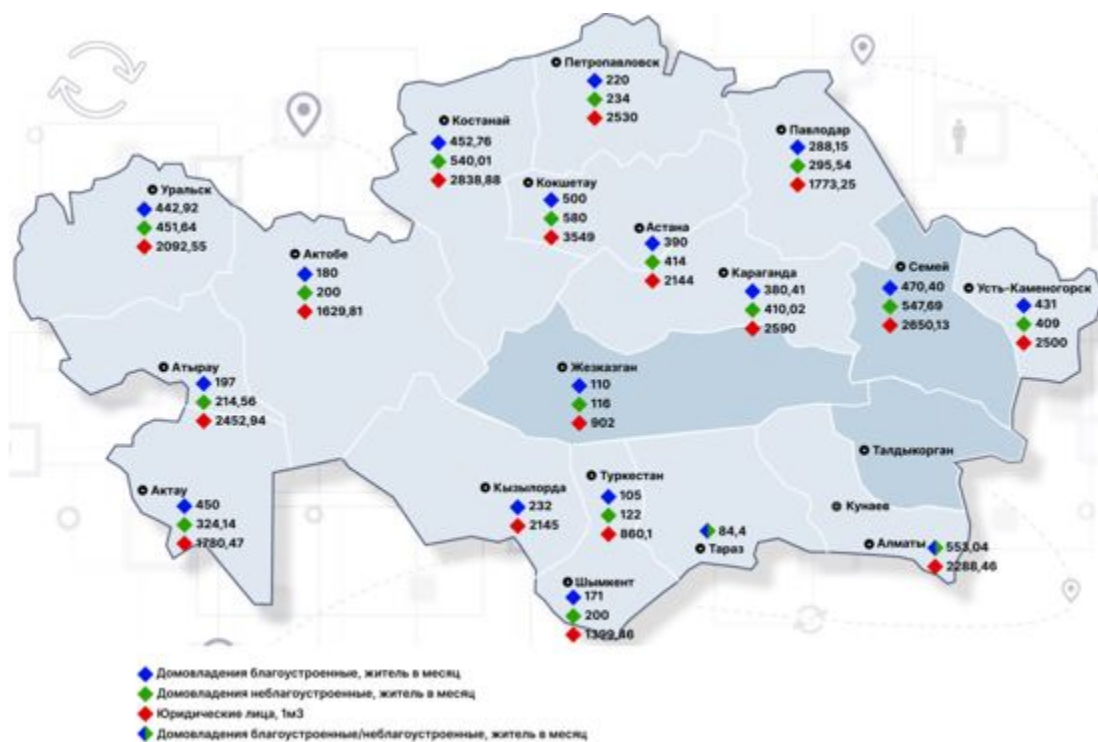 Петропавловск
220
234
2530
Костанай
452,76
540,01
2838,88
Павлодар
288,15
295,54
1773,25
Кокшетау
500
580
3549
Уральск
442,92
451,64
2092,55
Астана
390
414
2144
Актобе
180
200
1629,81
Караганда
380,41
410,02
2590
Семей
470,40
547,69
2650,13
Усть-Каменогорск
431
409
2500
Атырау
197
214,56
2452,94
Жезказган
110
116
902
Талдыкорган
Актау
450
324,14
1780,47
Кызылорда
232
2145
Туркестан
105
122
860,1
Кунаев
84,4
Тараз
Алматы
553,04
2288,46
Шымкент
171
200
1399,46
Домовладения благоустроенные, житель в месяц
Домовладения неблагоустроенные, житель в месяц
Юридические лица, 1м3
Домовладения благоустроенные/неблагоустроенные, житель в месяц